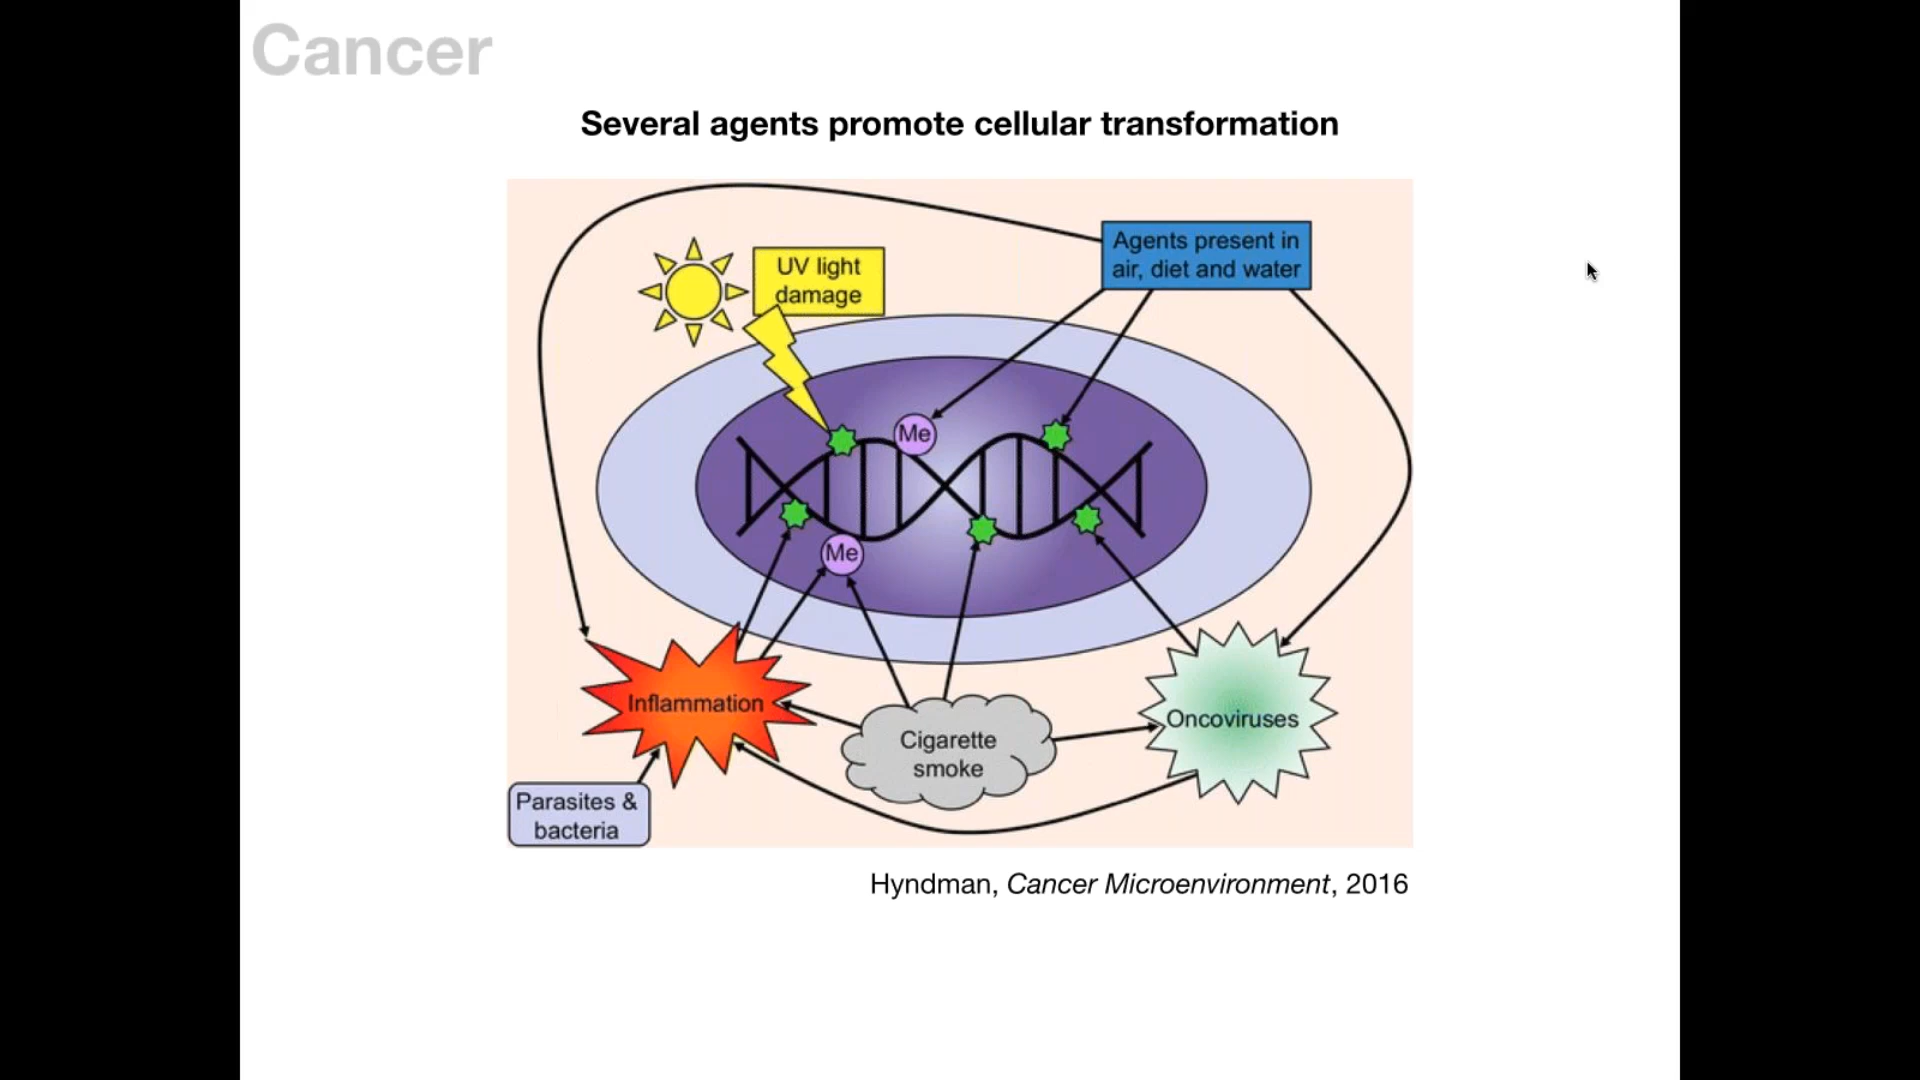 Cancer
Several agents promote cellular transformation
Agents present in
air, diet and water
UV light
damage
Me
Me
Inflammation
Cigarette
smoke
Oncoviruses
Parasites &
bacteria
Hyndman, Cancer Microenvironment, 2016